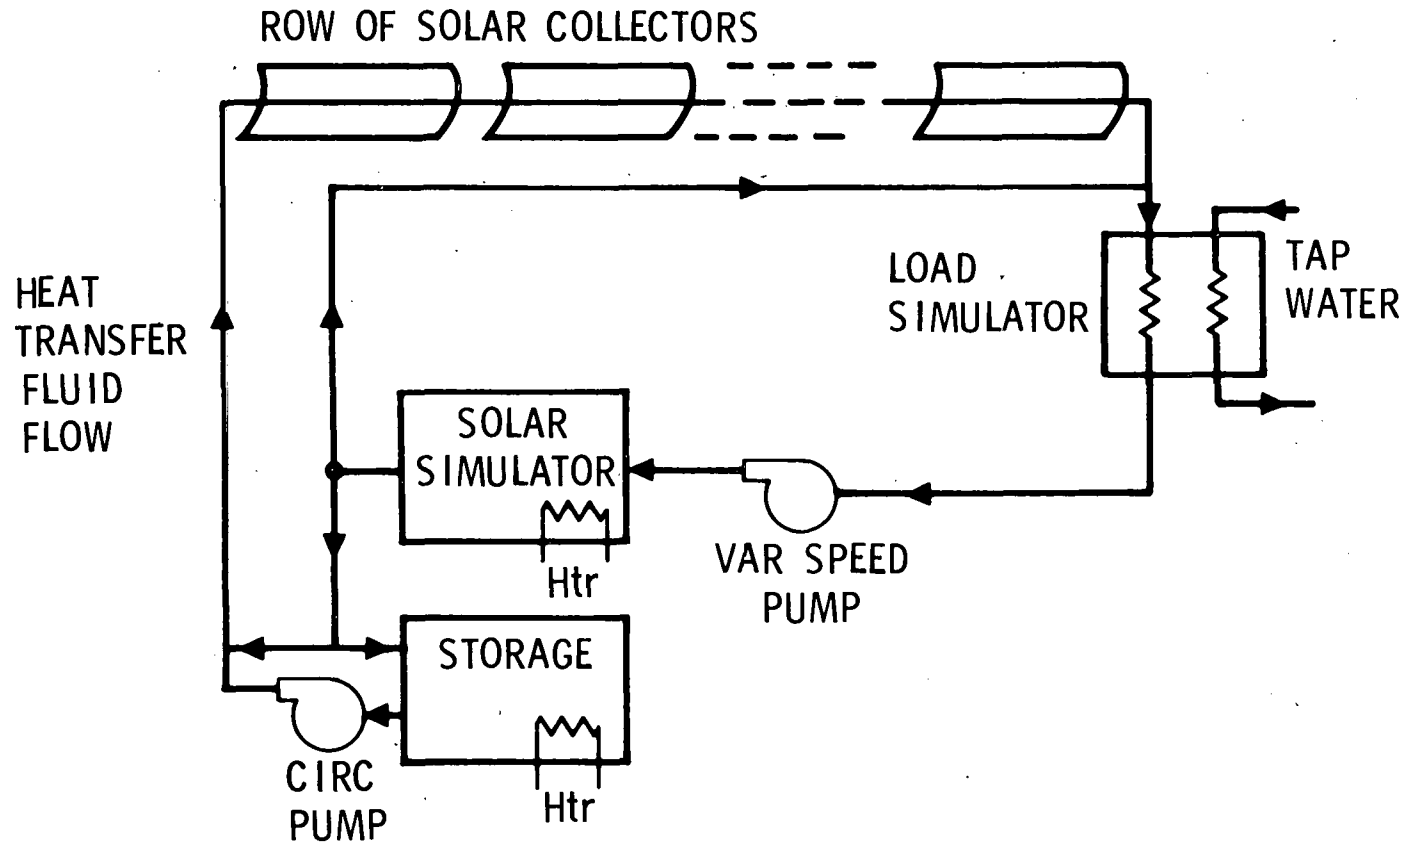 ROW OF SOLAR COLLECTORS
HEAT
TRANSFER
FLUID
FLOW
LOAD
SIMULATOR
TAP
WATER
SOLAR
SIMULATOR
Htr
VAR SPEED
PUMP
STORAGE
Htr
CIRC
PUMP